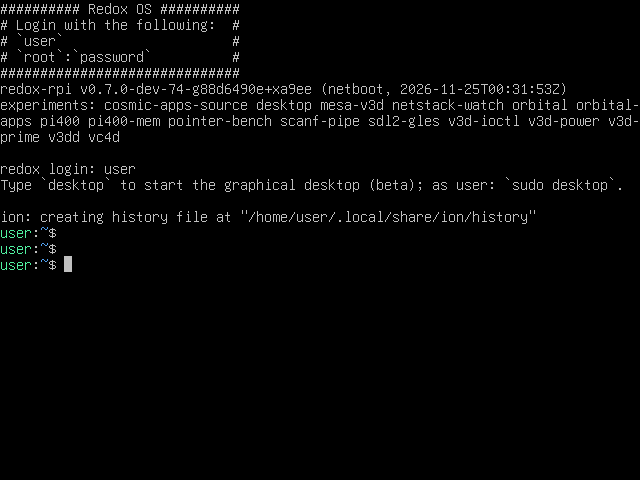 ########## Redox OS ##########
# Login with the following:  #
# `user`                     #
# `root`:`password`          #
##############################
redox-rpi v0.7.0-dev-74-g88d6490e+xa9ee (netboot, 2026-11-25T00:31:53Z)
experiments: cosmic-apps-source desktop mesa-v3d netstack-watch orbital orbital-
apps pi400 pi400-mem pointer-bench scanf-pipe sdl2-gles v3d-ioctl v3d-power v3d-
prime v3dd vc4d
redox login: user
Type `desktop` to start the graphical desktop (beta); as user: `sudo desktop`.
ion: creating history file at "/home/user/.local/share/ion/history"
user:~$
user:~$
user:~$